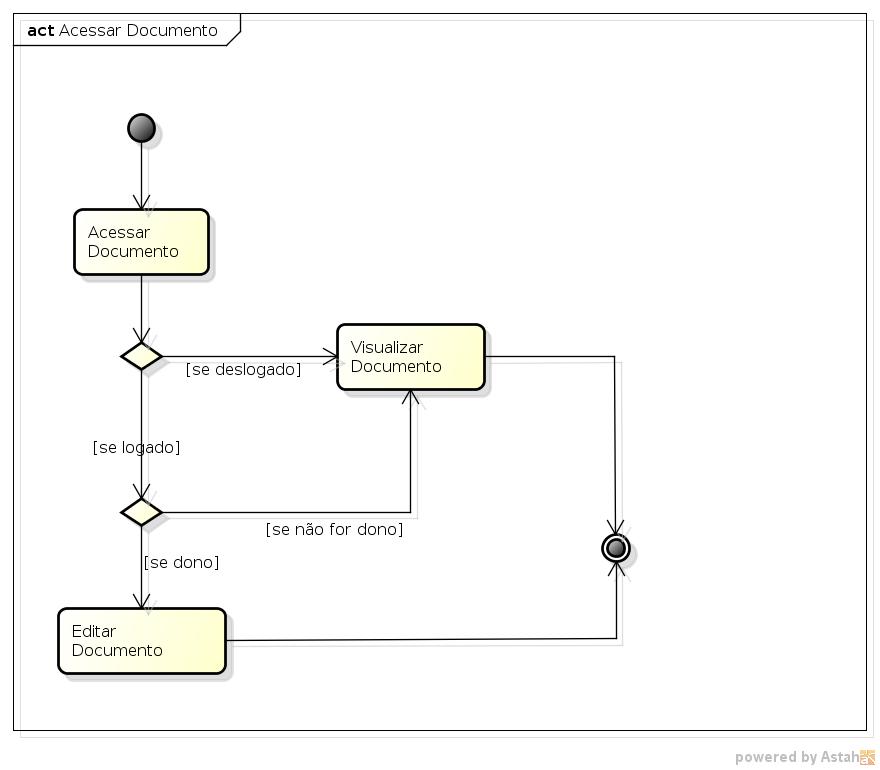 act Acessar Documento
Acessar
Documento
Visualizar
Documento
[se deslogado]
[se logado]
[se não for dono]
[se dono]
Editar
Documento
powered by Astah